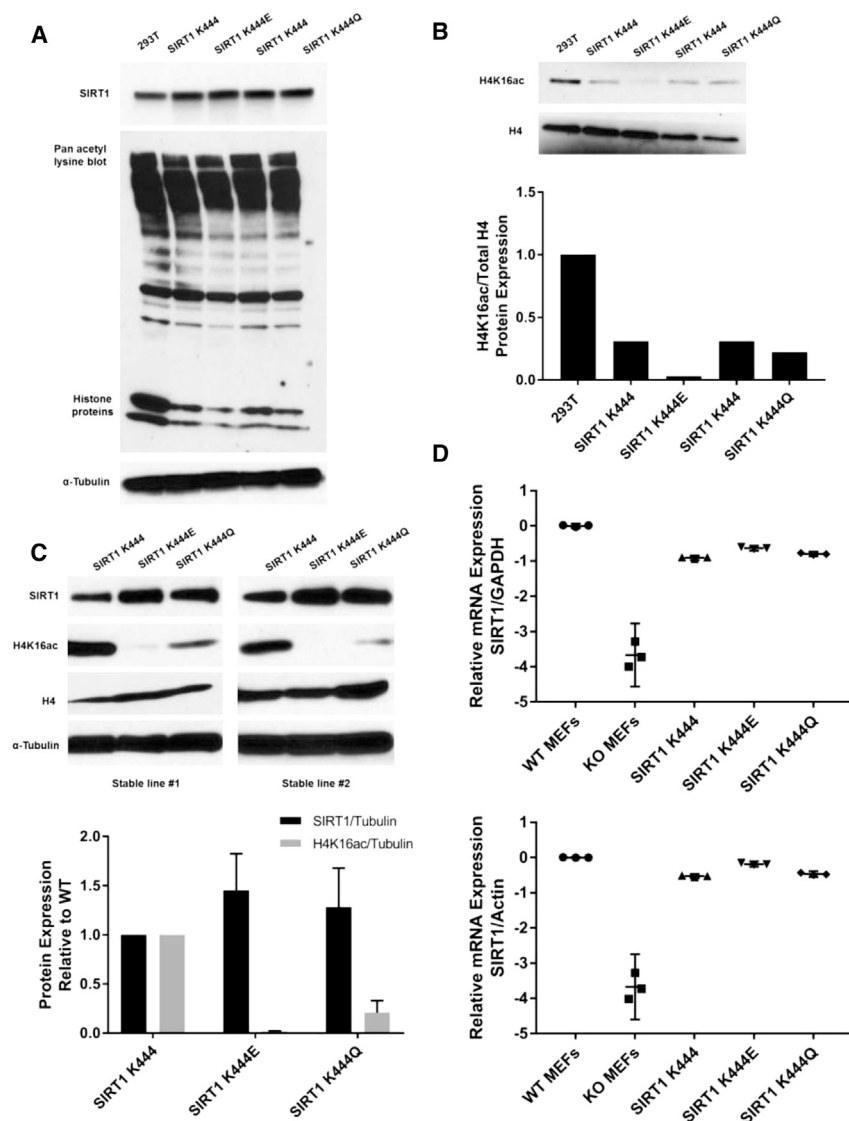 A
293T
SIRT1 K444
SIRT1 K444E
SIRT1 K444
SIRT1 K444Q
SIRT1
Pan acetyl
lysine blot
Histone
proteins
α-Tubulin
B
293T
SIRT1 K444
SIRT1 K444E
SIRT1 K444
SIRT1 K444Q
H4K16ac
H4
H4K16ac/Total H4
Protein Expression
1.5
1.0
0.5
0.0
293T
SIRT1 K444
SIRT1 K444E
SIRT1 K444
SIRT1 K444Q
C
SIRT1 K444
SIRT1 K444E
SIRT1 K444Q
SIRT1 K444
SIRT1 K444E
SIRT1 K444Q
SIRT1
H4K16ac
H4
α-Tubulin
Stable line #1
Stable line #2
Protein Expression
Relative to WT
2.0
1.5
1.0
0.5
0.0
SIRT1/Tubulin
H4K16ac/Tubulin
SIRT1 K444
SIRT1 K444E
SIRT1 K444Q
D
Relative mRNA Expression
SIRT1/GAPDH
1
0
-1
-2
-3
-4
-5
WT MEFs
KO MEFs
SIRT1 K444
SIRT1 K444E
SIRT1 K444Q
Relative mRNA Expression
SIRT1/Actin
1
0
-1
-2
-3
-4
-5
WT MEFs
KO MEFs
SIRT1 K444
SIRT1 K444E
SIRT1 K444Q